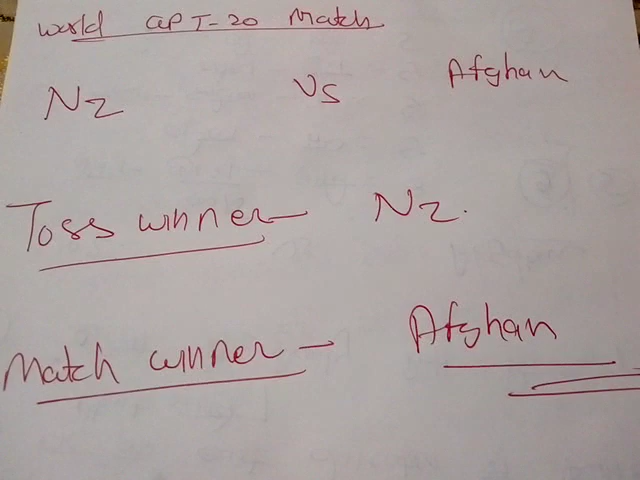 World cup T-20 Match
NZ Vs Afghan
Toss winner - NZ.
Match winner - Afghan